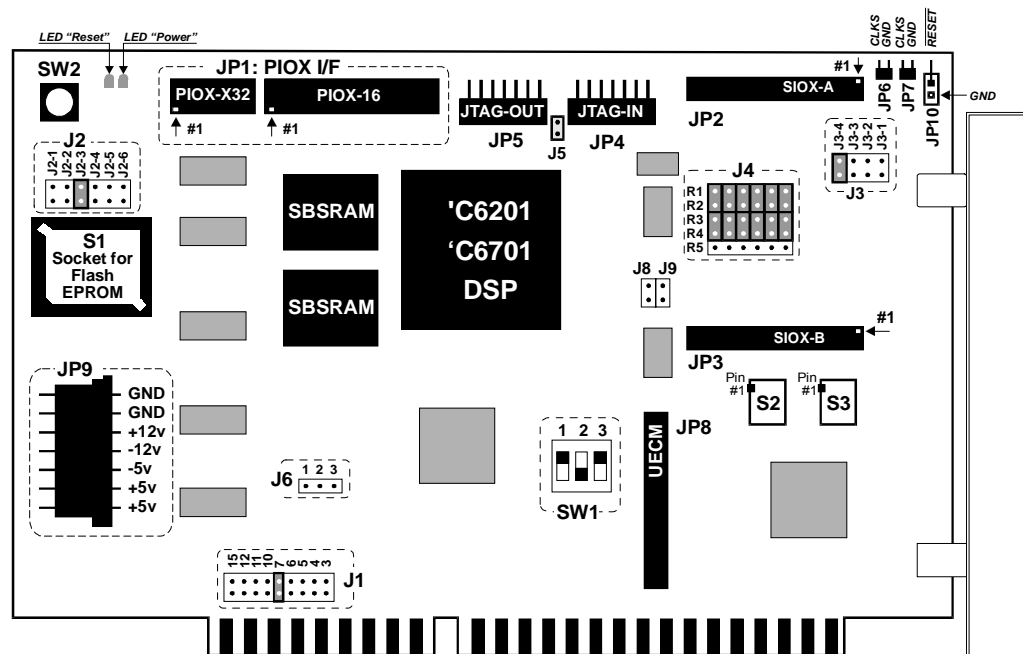 LED "Reset" LED "Power"
SW2
JP1: PIOX I/F
PIOX-X32 PIOX-16
#1 #1
JTAG-OUT JTAG-IN
JP5 J5 JP4
SIOX-A
#1
JP2
CLKS
GND
CLKS
GND
RESET
JP6
JP7
JP10
GND
J2
J2-1
J2-2
J2-3
J2-4
J2-5
J2-6
J3-4
J3-3
J3-2
J3-1
J3
J4
R1
R2
R3
R4
R5
SBSRAM
SBSRAM
'C6201
‘C6701
DSP
S1
Socket for
Flash
EPROM
J8 J9
SIOX-B
#1
JP3
Pin
#1
S2
Pin
#1
S3
JP9
GND
GND
+12v
-12v
-5v
+5v
+5v
JP8
UECM
1 2 3
SW1
1 2 3
J6
15
12
11
10
7
6
5
4
3
J1